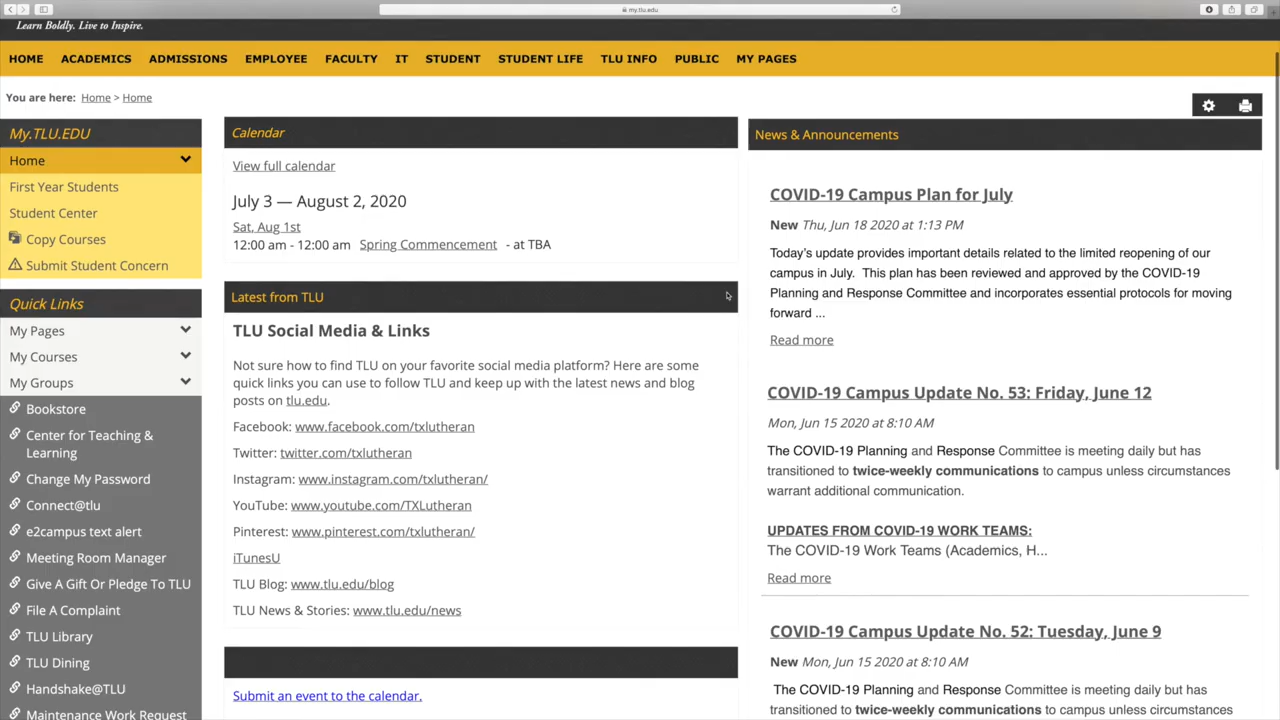 my.tlu.edu
Learn Boldly. Live to Inspire.
HOME ACADEMICS ADMISSIONS EMPLOYEE FACULTY IT STUDENT STUDENT LIFE TLU INFO PUBLIC MY PAGES
You are here: Home > Home
My.TLU.EDU
Home
First Year Students
Student Center
Copy Courses
Submit Student Concern
Quick Links
My Pages
My Courses
My Groups
Bookstore
Center for Teaching &
Learning
Change My Password
Connect@tlu
e2campus text alert
Meeting Room Manager
Give A Gift Or Pledge To TLU
File A Complaint
TLU Library
TLU Dining
Handshake@TLU
Maintenance Work Request
Calendar
View full calendar
July 3 — August 2, 2020
Sat, Aug 1st
12:00 am - 12:00 am Spring Commencement - at TBA
Latest from TLU
TLU Social Media & Links
Not sure how to find TLU on your favorite social media platform? Here are some
quick links you can use to follow TLU and keep up with the latest news and blog
posts on tlu.edu.
Facebook: www.facebook.com/txlutheran
Twitter: twitter.com/txlutheran
Instagram: www.instagram.com/txlutheran/
YouTube: www.youtube.com/TXLutheran
Pinterest: www.pinterest.com/txlutheran/
iTunesU
TLU Blog: www.tlu.edu/blog
TLU News & Stories: www.tlu.edu/news
Submit an event to the calendar.
News & Announcements
COVID-19 Campus Plan for July
New Thu, Jun 18 2020 at 1:13 PM
Today's update provides important details related to the limited reopening of our
campus in July. This plan has been reviewed and approved by the COVID-19
Planning and Response Committee and incorporates essential protocols for moving
forward ...
Read more
COVID-19 Campus Update No. 53: Friday, June 12
Mon, Jun 15 2020 at 8:10 AM
The COVID-19 Planning and Response Committee is meeting daily but has
transitioned to twice-weekly communications to campus unless circumstances
warrant additional communication.
UPDATES FROM COVID-19 WORK TEAMS:
The COVID-19 Work Teams (Academics, H...
Read more
COVID-19 Campus Update No. 52: Tuesday, June 9
New Mon, Jun 15 2020 at 8:10 AM
The COVID-19 Planning and Response Committee is meeting daily but has
transitioned to twice-weekly communications to campus unless circumstances